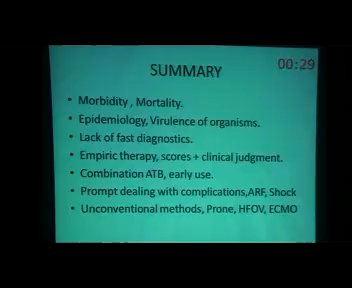 00:29
SUMMARY
• Morbidity , Mortality.
• Epidemiology, Virulence of organisms.
• Lack of fast diagnostics.
• Empiric therapy, scores + clinical judgment.
• Combination ATB, early use.
• Prompt dealing with complications,ARF, Shock
• Unconventional methods, Prone, HFOV, ECMO